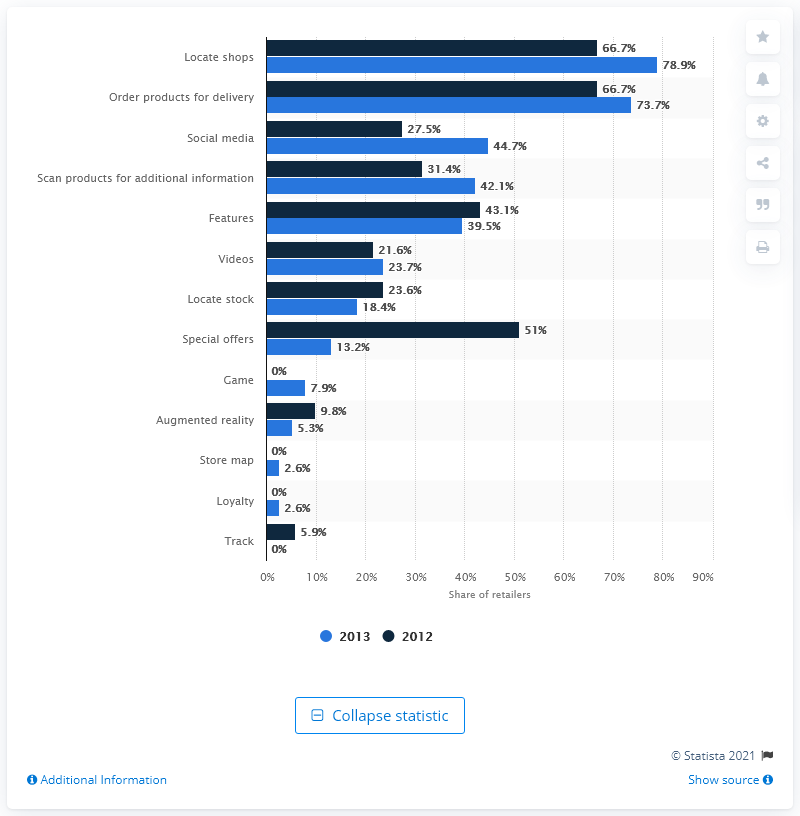 Locate shops
66.7%
78.9%
Order products for delivery
66.7%
73.7%
Social media
27.5%
44.7%
Scan products for additional information
31.4%
42.1%
Features
43.1%
39.5%
Videos
21.6%
23.7%
Locate stock
23.6%
18.4%
Special offers
51%
13.2%
Game
0%
7.9%
Augmented reality
9.8%
5.3%
Store map
0%
2.6%
Loyalty
0%
2.6%
Track
5.9%
0%
0% 10% 20% 30% 40% 50% 60% 70% 80% 90%
Share of retailers
2013 2012
Collapse statistic
© Statista 2021
Additional Information Show source